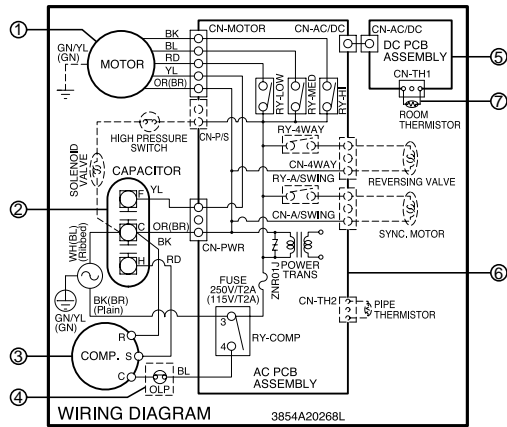 1
GN/YL
(GN)
MOTOR
BK
BL
RD
YL
OR(BR)
CN-MOTOR
CN-AC/DC
CN-AC/DC
DC PCB
ASSEMBLY
5
CN-TH1
7
ROOM
THERMISTOR
RY-LOW
RY-MED
RY-HI
HIGH PRESSURE
SWITCH
CN-P/S
RY-4WAY
CN-4WAY
REVERSING VALVE
RY-A/SWING
CN-A/SWING
SYNC. MOTOR
SOLENOID
VALVE
CAPACITOR
2
F
YL
C
OR(BR)
BK
H
RD
CN-PWR
WH(BL)
(Ribbed)
GN/YL
(GN)
BK(BR)
(Plain)
ZNR01J
POWER
TRANS
6
FUSE
250V/T2A
(115V/T2A)
3
4
RY-COMP
CN-TH2
PIPE
THERMISTOR
3
COMP.
R
S
C
4
OLP
BL
AC PCB
ASSEMBLY
WIRING DIAGRAM
3854A20268L